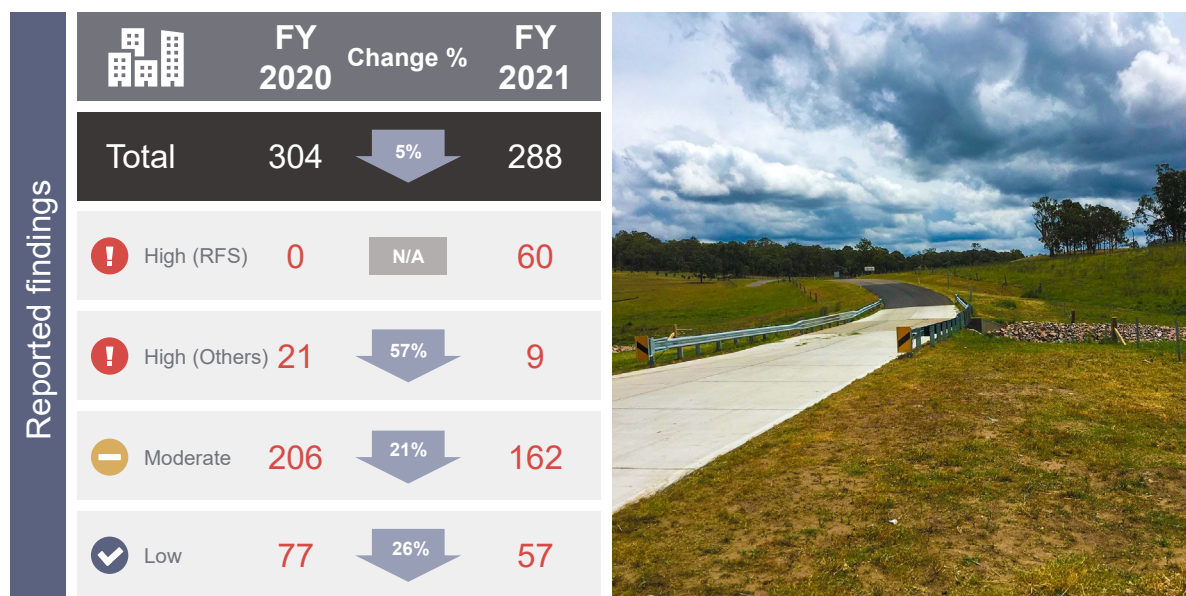 Reported findings
FY 2020 Change % FY 2021
Total 304 5% 288
High (RFS) 0 N/A 60
High (Others) 21 57% 9
Moderate 206 21% 162
Low 77 26% 57